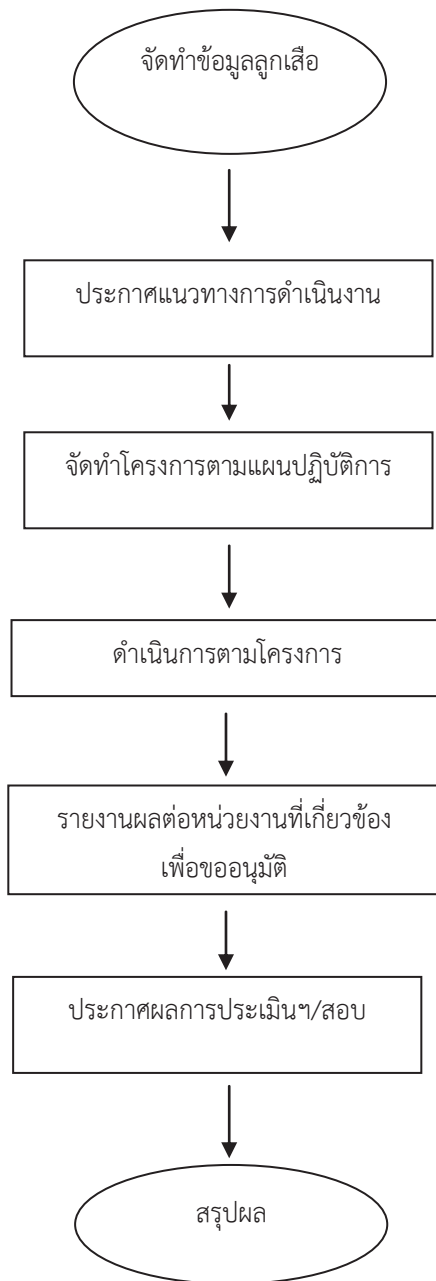 จัดทำข้อมูลลูกเสือ
ประกาศแนวทางการดำเนินงาน
จัดทำโครงการตามแผนปฏิบัติการ
ดำเนินการตามโครงการ
รายงานผลต่อหน่วยงานที่เกี่ยวข้อง
เพื่อขออนุมัติ
ประกาศผลการประเมินฯ/สอบ
สรุปผล